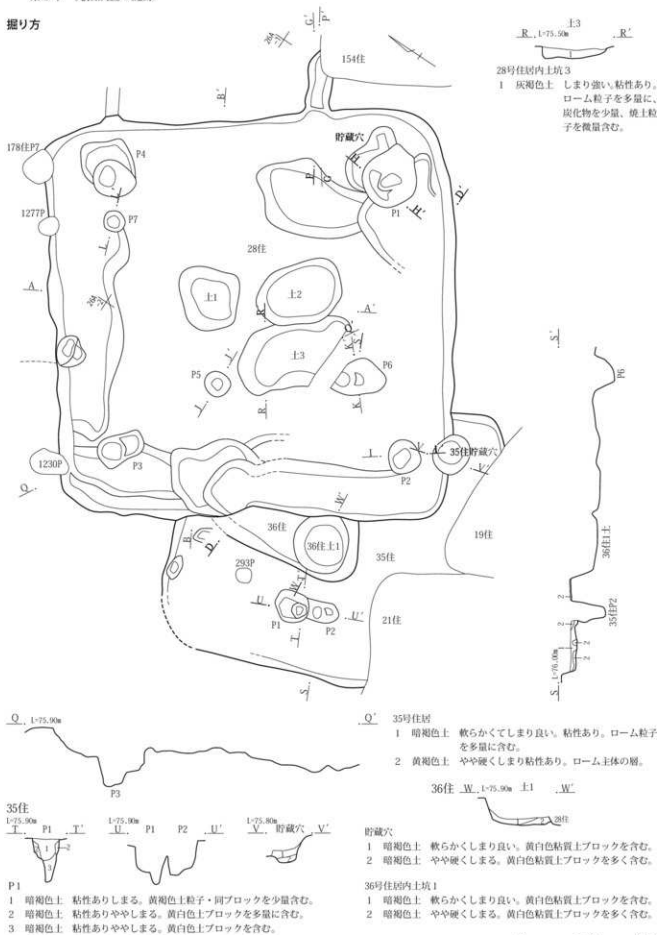 掘り方
154住
26A
G' P'
B'
土3
R L=75.50m R'
1
28号住居内土坑3
1 灰褐色土 しまり強い。粘性あり。
ローム粒子を多量に、
炭化物を少量、焼土粒
子を微量含む。
貯蔵穴
178住P7
P4
H
P G
D'
P1
H'
1277P
P7
28住
A
26A
土1
土2
A'
R
土3
P5
P6
K
R
K
S'
P6
1230P
P3
P2
35住貯蔵穴
V'
Q
W'
36住
36住土1
35住
19住
B
D
293P
W
T'
U
P1
P2
U'
T
21住
S
36住1土
35住P2
S L=76.00m
Q L=75.90m Q'
P3
35号住居
1 暗褐色土 軟らかくてしまり良い。粘性あり。ローム粒子
を多量に含む。
2 黄褐色土 やや硬くしまり粘性あり。ローム主体の層。
36住 W L=75.90m 土1 W'
28住
35住
L=75.90m L=75.90m L=75.80m
T P1 T' U P1 P2 U' V 貯蔵穴 V'
貯蔵穴
1 暗褐色土 軟らかくしまり良い。黄白色粘質土ブロックを含む。
2 暗褐色土 やや硬くしまる。黄白色粘質土ブロックを多く含む。
P1
1 暗褐色土 粘性ありしまる。黄褐色土粒子・同ブロックを少量含む。
2 暗褐色土 粘性ありややしまる。黄白色土ブロックを多量に含む。
3 暗褐色土 粘性ありややしまる。黄白色土ブロックを含む。
36号住居内土坑1
1 暗褐色土 軟らかくしまり良い。黄白色粘質土ブロックを含む。
2 暗褐色土 やや硬くしまる。黄白色粘質土ブロックを多く含む。